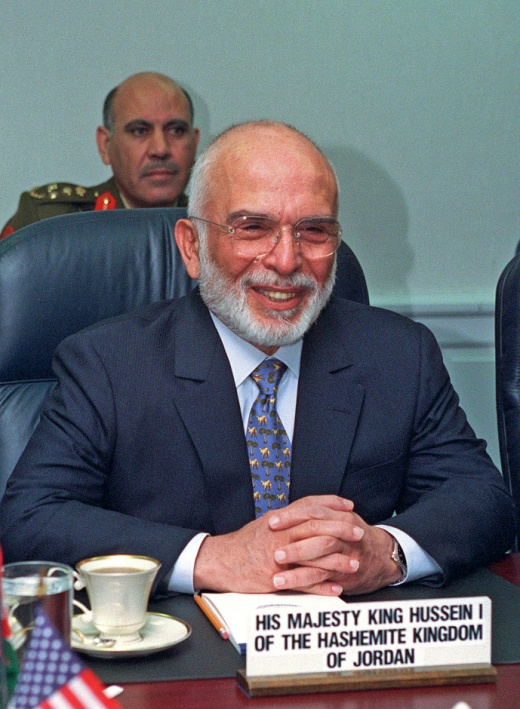 HIS MAJESTY KING HUSSEIN I
OF THE HASHEMITE KINGDOM
OF JORDAN